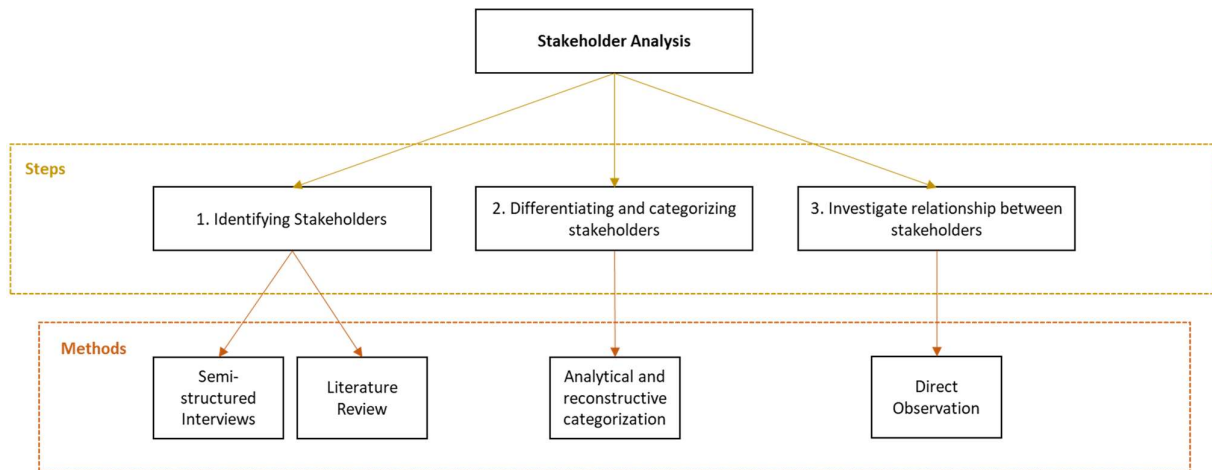 Stakeholder Analysis
Steps
1. Identifying Stakeholders
2. Differentiating and categorizing
stakeholders
3. Investigate relationship between
stakeholders
Methods
Semi-
structured
Interviews
Literature
Review
Analytical and
reconstructive
categorization
Direct
Observation